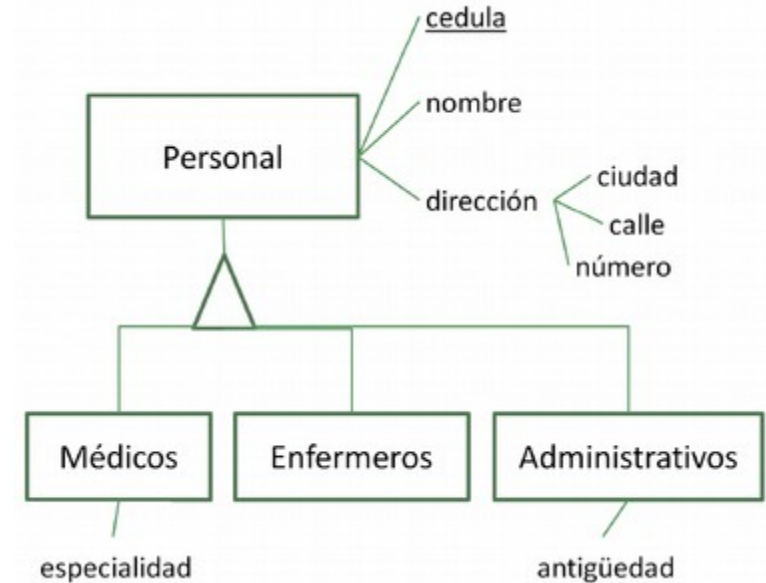 cedula
nombre
Personal
dirección
ciudad
calle
número
Médicos
Enfermeros
Administrativos
especialidad
antigüedad